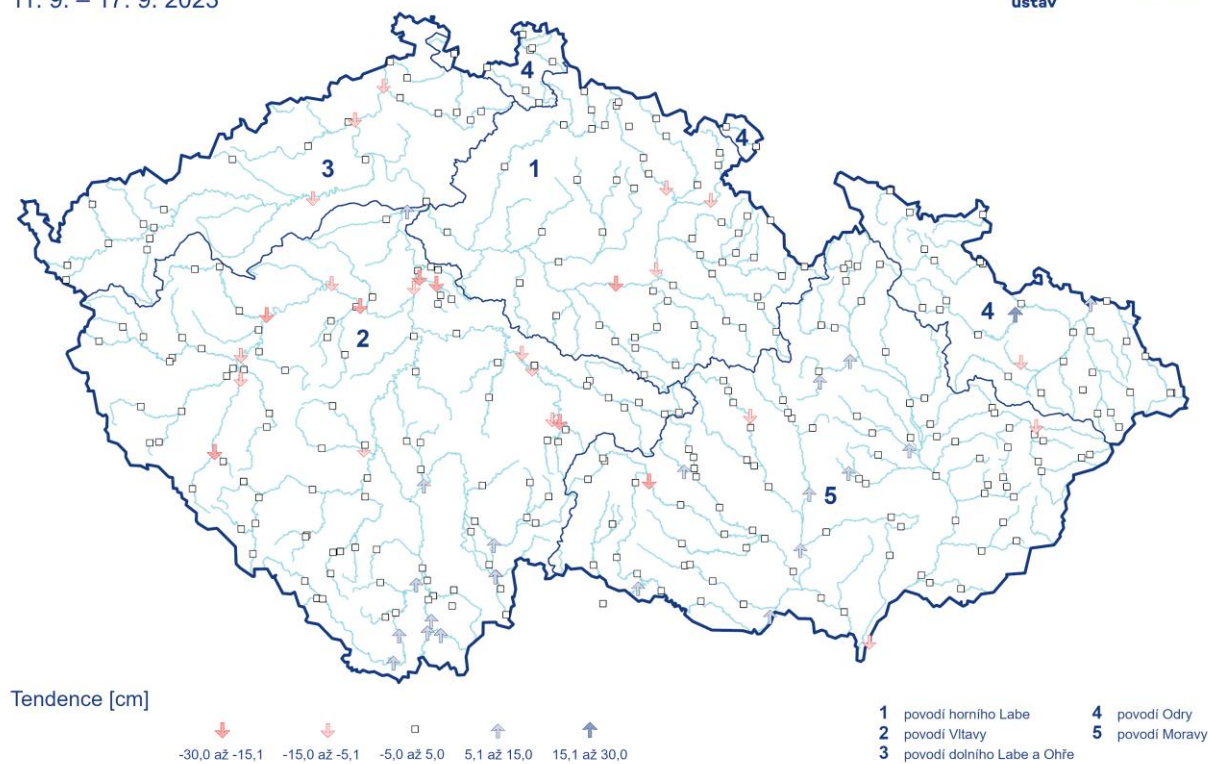 11. 9. – 17. 9. 2023
ústav
4
4
3
1
4
2
5
Tendence [cm]
-30,0 až -15,1
-15,0 až -5,1
-5,0 až 5,0
5,1 až 15,0
15,1 až 30,0
1 povodí horního Labe
2 povodí Vltavy
3 povodí dolního Labe a Ohře
4 povodí Odry
5 povodí Moravy